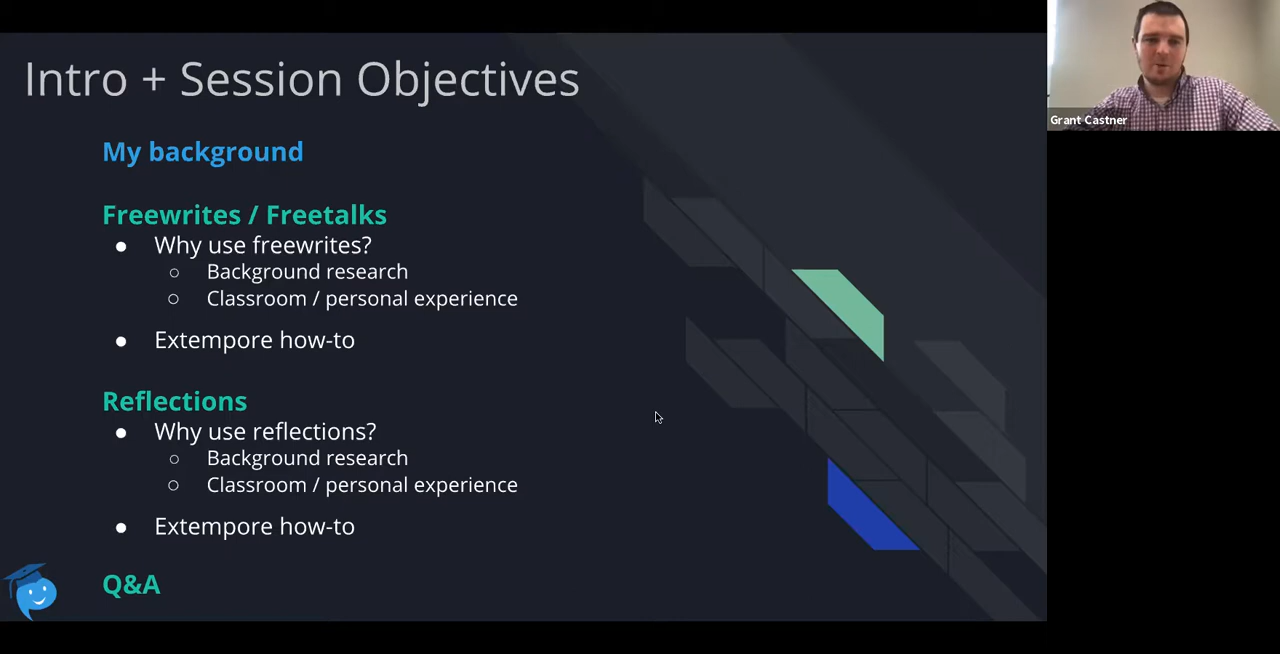 Intro + Session Objectives
My background
Freewrites / Freetalks
● Why use freewrites?
○ Background research
○ Classroom / personal experience
● Extempore how-to
Reflections
● Why use reflections?
○ Background research
○ Classroom / personal experience
● Extempore how-to
Q&A
Grant Castner